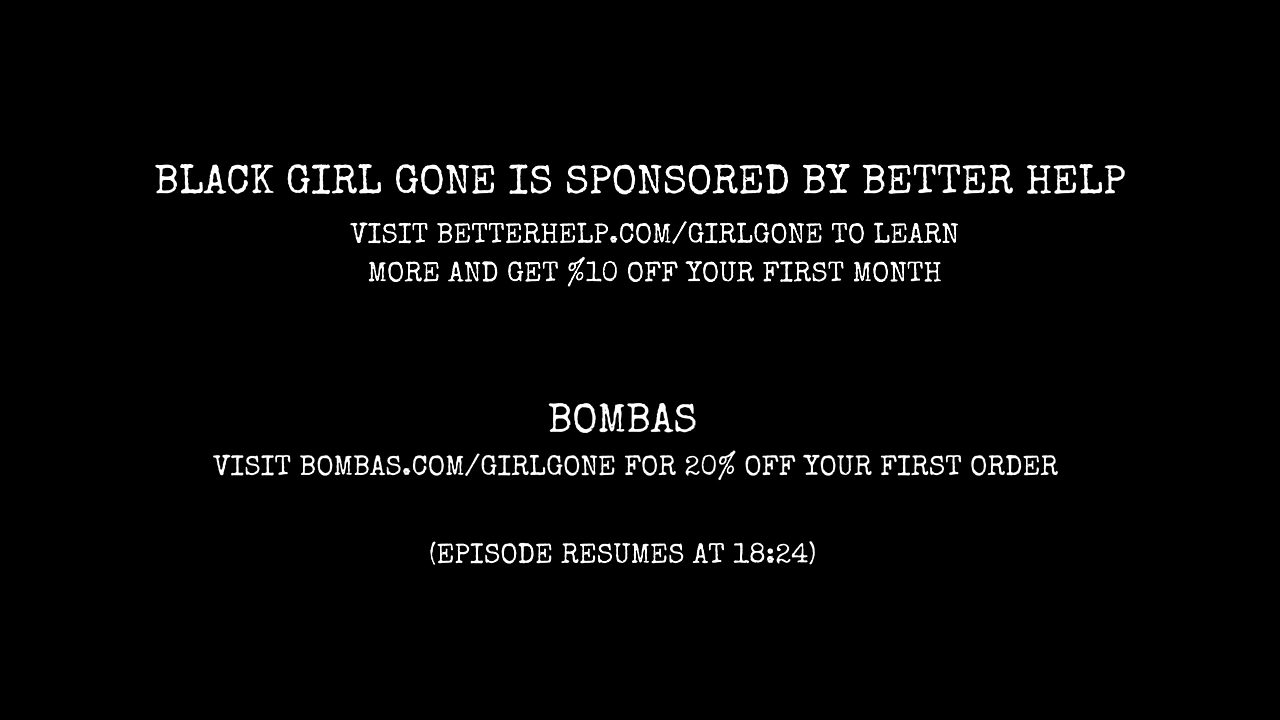 BLACK GIRL GONE IS SPONSORED BY BETTER HELP
VISIT BETTERHELP.COM/GIRLGONE TO LEARN
MORE AND GET %10 OFF YOUR FIRST MONTH
BOMBAS
VISIT BOMBAS.COM/GIRLGONE FOR 20% OFF YOUR FIRST ORDER
(EPISODE RESUMES AT 18:24)